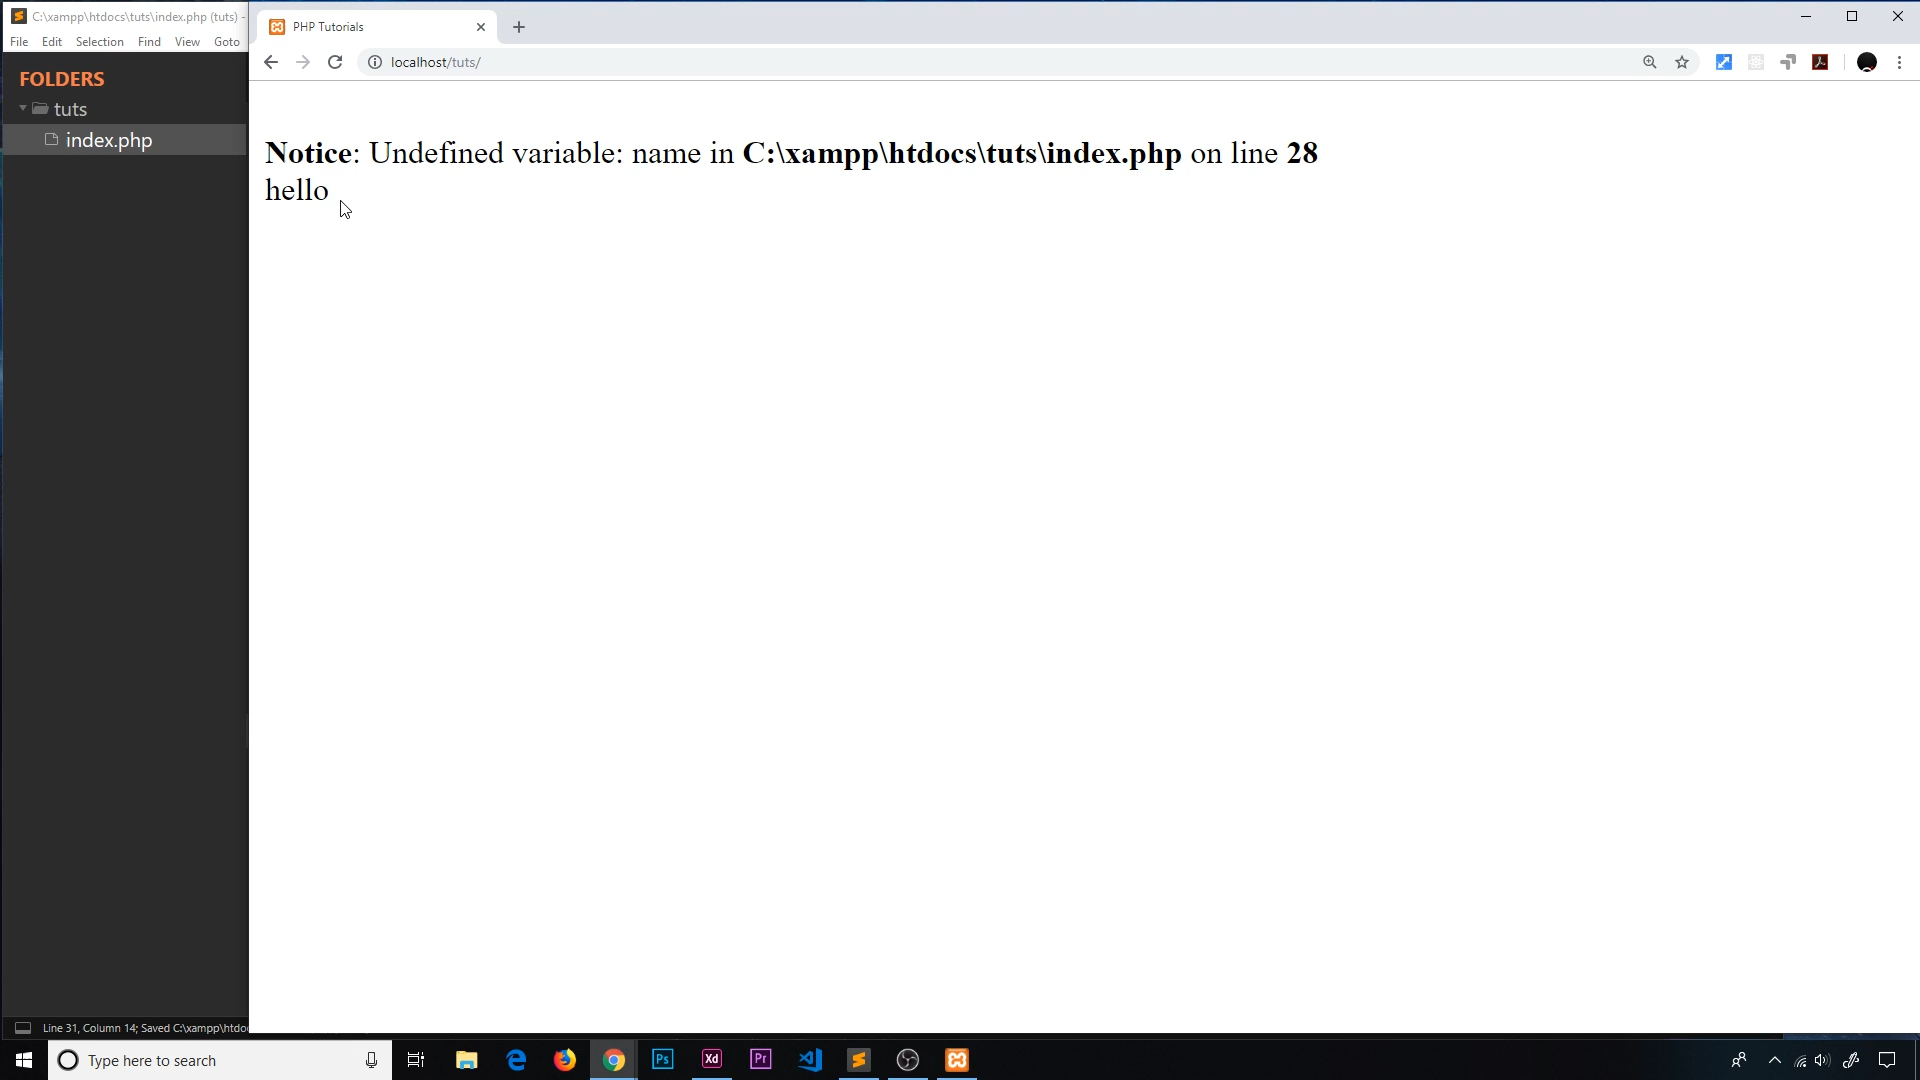 C:\xampp\htdocs\tuts\index.php (tuts) -
File Edit Selection Find View Goto
FOLDERS
tuts
index.php
Line 31, Column 14; Saved C:\xampp\htdo
PHP Tutorials
localhost/tuts/
Notice: Undefined variable: name in C:\xampp\htdocs\tuts\index.php on line 28
hello
Type here to search
Ps
Xd
Pr